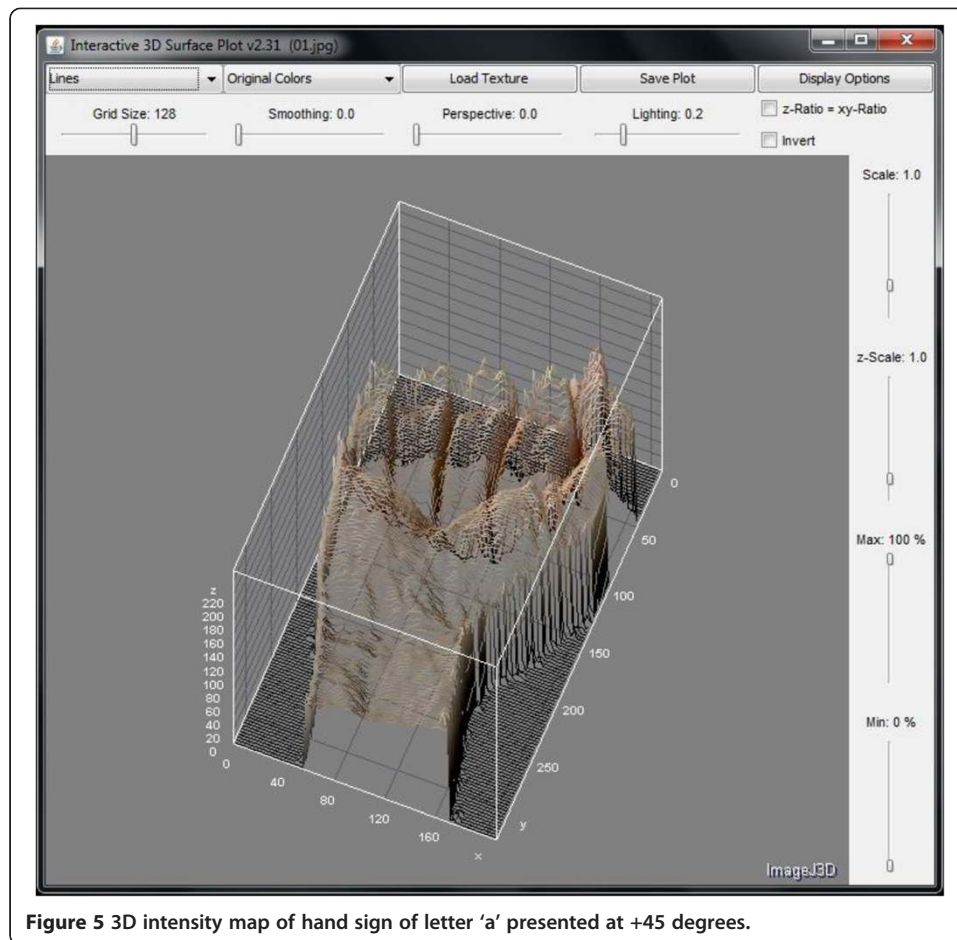 Interactive 3D Surface Plot v2.31 (01.jpg)
Lines Original Colors Load Texture Save Plot Display Options
Grid Size: 128 Smoothing: 0.0 Perspective: 0.0 Lighting: 0.2 z-Ratio = xy-Ratio
Invert
Scale: 1.0
z-Scale: 1.0
Max: 100 %
Min: 0 %
z
220
200
180
160
140
120
100
80
60
40
20
0
0
40
80
120
160
x
y
0
50
100
150
200
250
ImageJ3D
Figure 5 3D intensity map of hand sign of letter ‘a’ presented at +45 degrees.